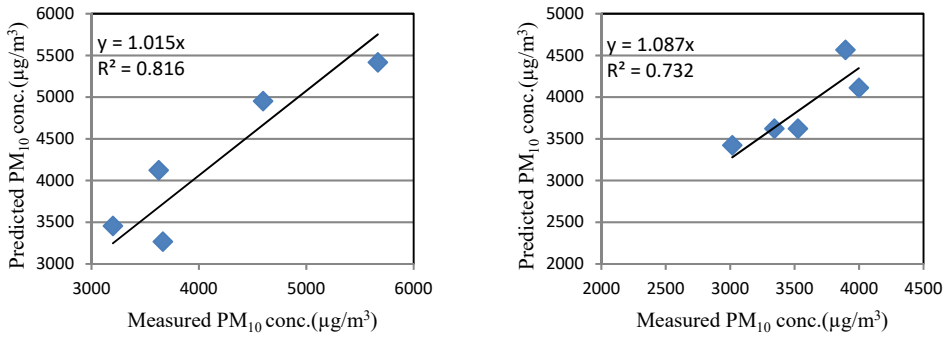 6000
5500
5000
4500
4000
3500
3000
y = 1.015x
R² = 0.816
Predicted PM₁₀ conc.(µg/m³)
3000 4000 5000 6000
Measured PM₁₀ conc.(µg/m³)
5000
4500
4000
3500
3000
2500
2000
y = 1.087x
R² = 0.732
Predicted PM₁₀ conc.(µg/m³)
2000 2500 3000 3500 4000 4500
Measured PM₁₀ conc.(µg/m³)